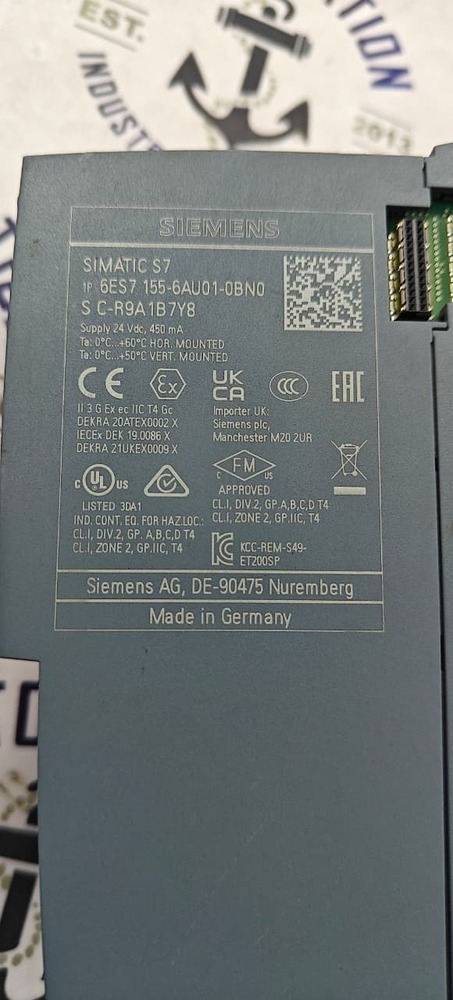 EST.
INDUST
TION
2013
SIEMENS
SIMATIC S7
1P 6ES7 155-6AU01-0BN0
S C-R9A1B7Y8
Supply 24 Vdc, 450 mA
Ta: 0°C...+60°C HOR. MOUNTED
Ta: 0°C...+50°C VERT. MOUNTED
CE Ex UK CA CCC EAC
II 3 G Ex ec IIC T4 Gc
DEKRA 20ATEX0002 X
IECEx DEK 19.0086 X
DEKRA 21UKEX0009 X
Importer UK:
Siemens plc,
Manchester M20 2UR
c UL US
LISTED 3DA1
IND. CONT. EQ. FOR HAZ.LOC.:
CL.I, DIV.2, GP. A,B,C,D T4
CL.I, ZONE 2, GP.IIC, T4
C FM US
APPROVED
CL.I, DIV.2, GP.A,B,C,D T4
CL.I, ZONE 2, GP.IIC, T4
KCC-REM-S49-
ET200SP
Siemens AG, DE-90475 Nuremberg
Made in Germany